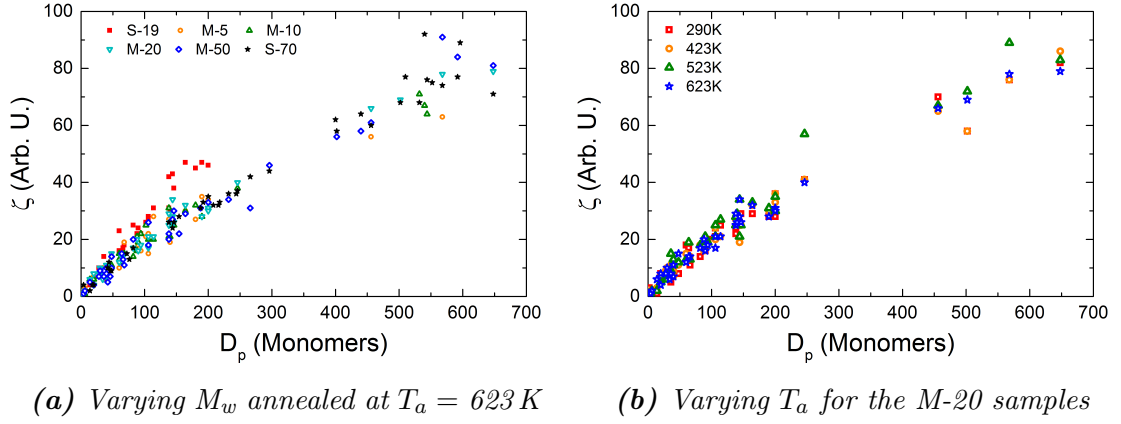 100
80
60
40
20
0
ζ (Arb. U.)
S-19 M-5 M-10
M-20 M-50 S-70
0 100 200 300 400 500 600 700
D_p (Monomers)
(a) Varying M_w annealed at T_a = 623 K
100
80
60
40
20
0
ζ (Arb. U.)
290K
423K
523K
623K
0 100 200 300 400 500 600 700
D_p (Monomers)
(b) Varying T_a for the M-20 samples